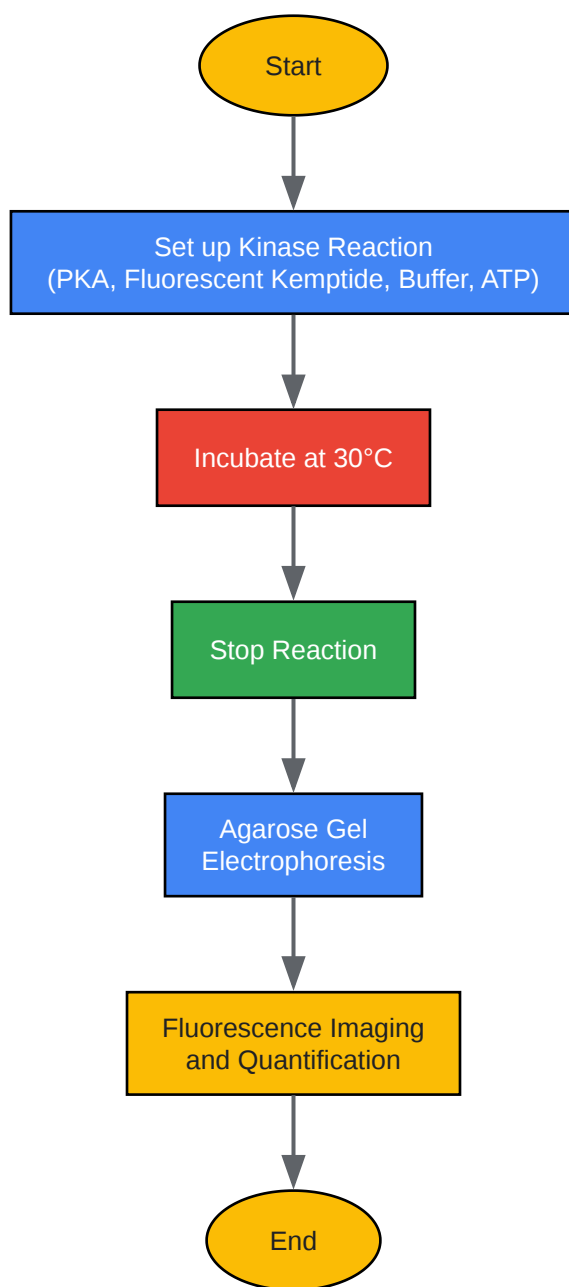 Start
Set up Kinase Reaction
(PKA, Fluorescent Kemptide, Buffer, ATP)
Incubate at 30°C
Stop Reaction
Agarose Gel
Electrophoresis
Fluorescence Imaging
and Quantification
End